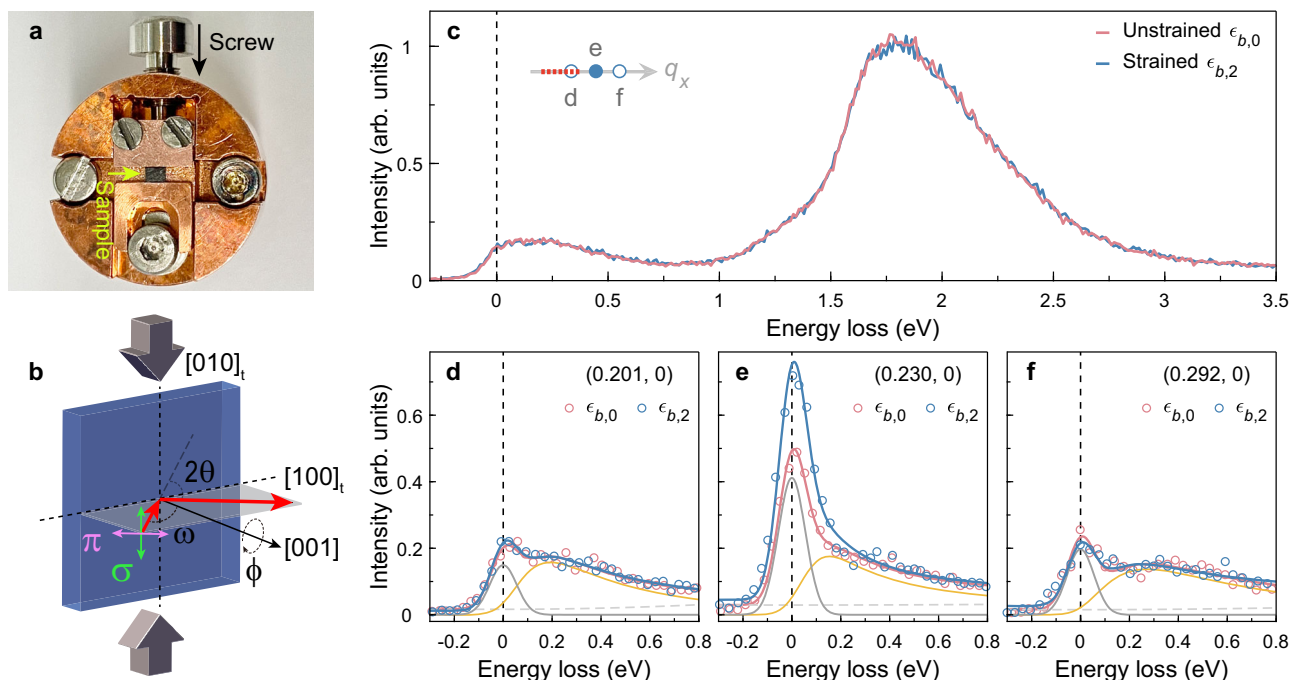 a
Screw
Sample
b
[010]t
2θ
[100]t
π
ω
σ
[001]
ϕ
c
Unstrained ϵb,0
Strained ϵb,2
e
qx
d
f
Intensity (arb. units)
1
0.5
0
0
0.5
1
1.5
2
2.5
3
3.5
Energy loss (eV)
d
(0.201, 0)
ϵb,0
ϵb,2
Intensity (arb. units)
0.6
0.4
0.2
0
-0.2
0
0.2
0.4
0.6
0.8
Energy loss (eV)
e
(0.230, 0)
ϵb,0
ϵb,2
-0.2
0
0.2
0.4
0.6
0.8
Energy loss (eV)
f
(0.292, 0)
ϵb,0
ϵb,2
-0.2
0
0.2
0.4
0.6
0.8
Energy loss (eV)